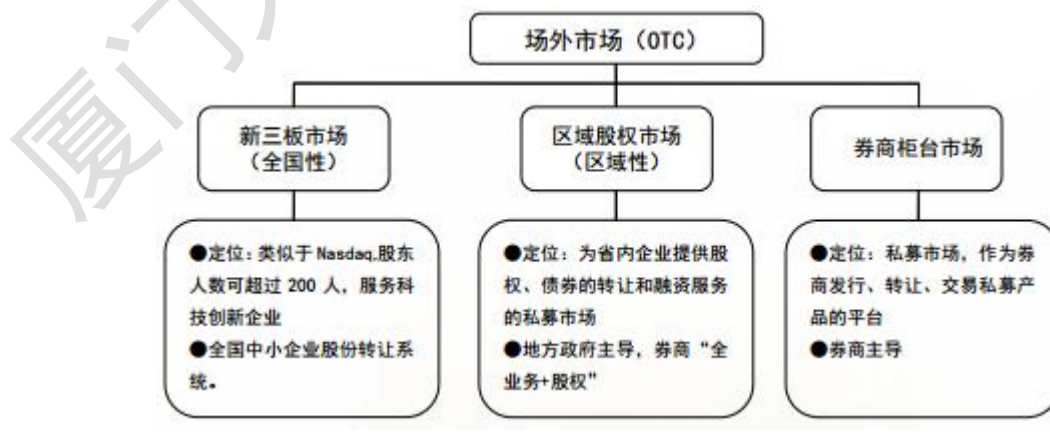 场外市场（OTC）
新三板市场
（全国性）
区域股权市场
（区域性）
券商柜台市场
●定位：类似于 Nasdaq,股东
人数可超过 200 人，服务科
技创新企业
●全国中小企业股份转让系
统。
●定位：为省内企业提供股
权、债券的转让和融资服务
的私募市场
●地方政府主导，券商“全
业务+股权”
●定位：私募市场，作为券
商发行、转让、交易私募产
品的平台
●券商主导
厦门